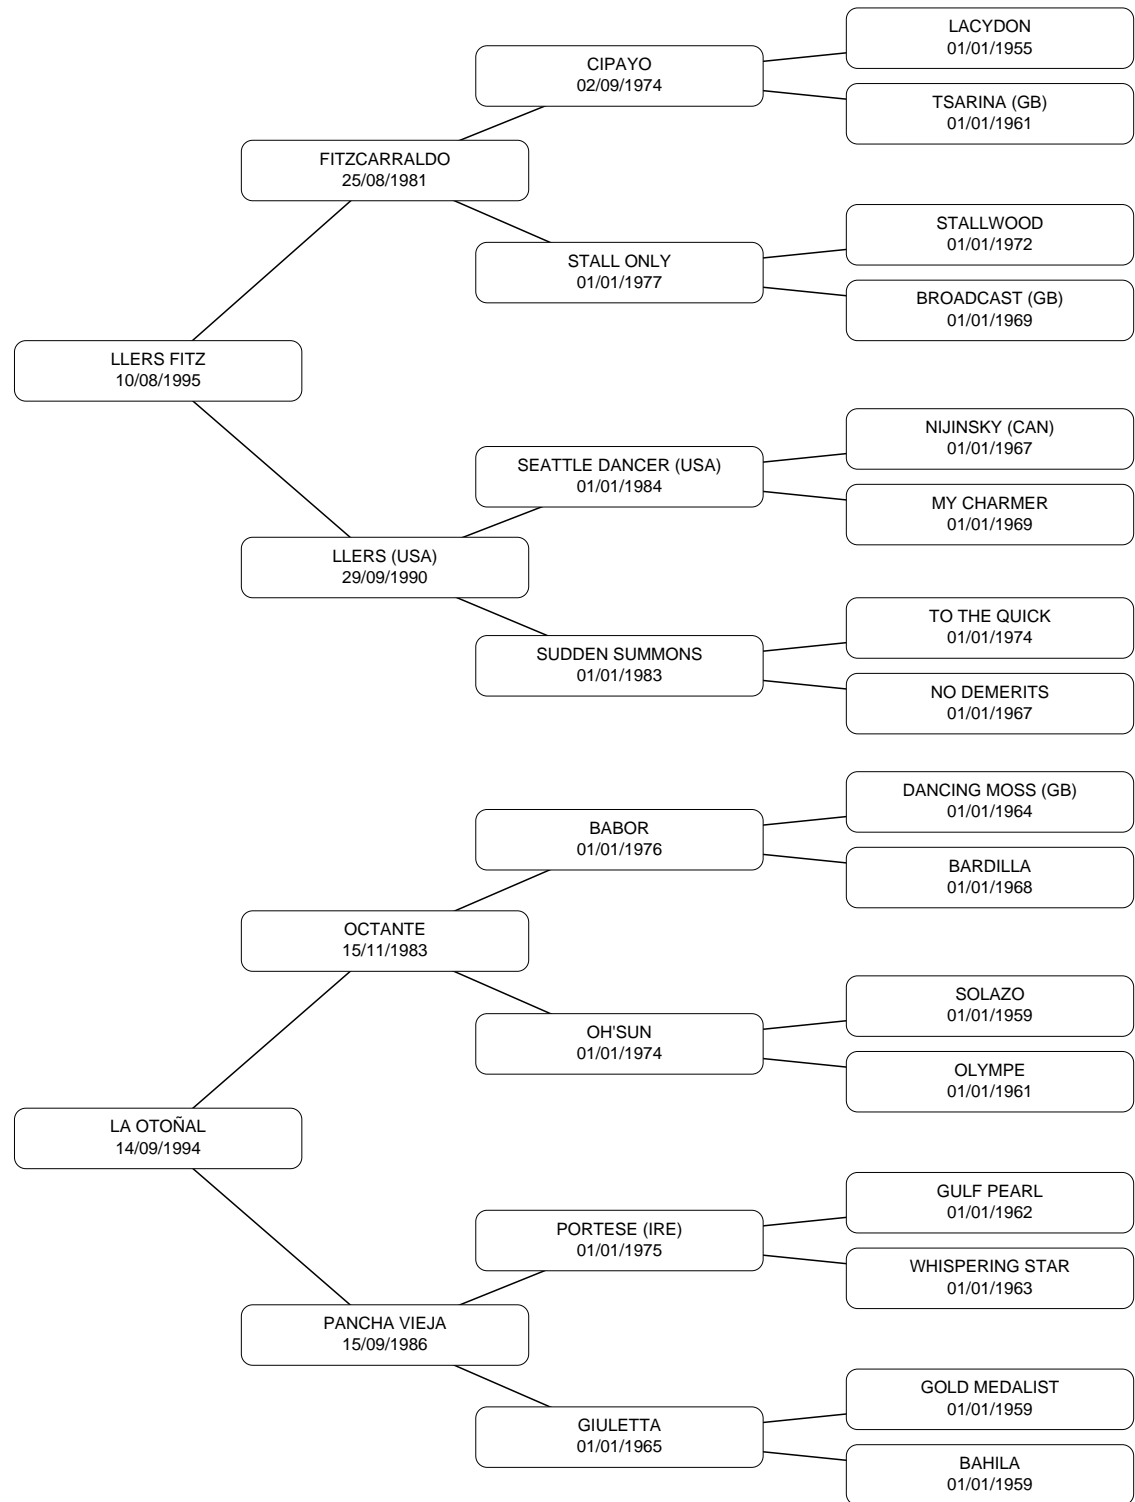 LACYDON
01/01/1955
CIPAYO
02/09/1974
TSARINA (GB)
01/01/1961
FITZCARRALDO
25/08/1981
STALLWOOD
01/01/1972
STALL ONLY
01/01/1977
BROADCAST (GB)
01/01/1969
LLERS FITZ
10/08/1995
NIJINSKY (CAN)
01/01/1967
SEATTLE DANCER (USA)
01/01/1984
MY CHARMER
01/01/1969
LLERS (USA)
29/09/1990
TO THE QUICK
01/01/1974
SUDDEN SUMMONS
01/01/1983
NO DEMERITS
01/01/1967
DANCING MOSS (GB)
01/01/1964
BABOR
01/01/1976
BARDILLA
01/01/1968
OCTANTE
15/11/1983
SOLAZO
01/01/1959
OH'SUN
01/01/1974
OLYMPE
01/01/1961
LA OTOÑAL
14/09/1994
GULF PEARL
01/01/1962
PORTESE (IRE)
01/01/1975
WHISPERING STAR
01/01/1963
PANCHA VIEJA
15/09/1986
GOLD MEDALIST
01/01/1959
GIULETTA
01/01/1965
BAHILA
01/01/1959